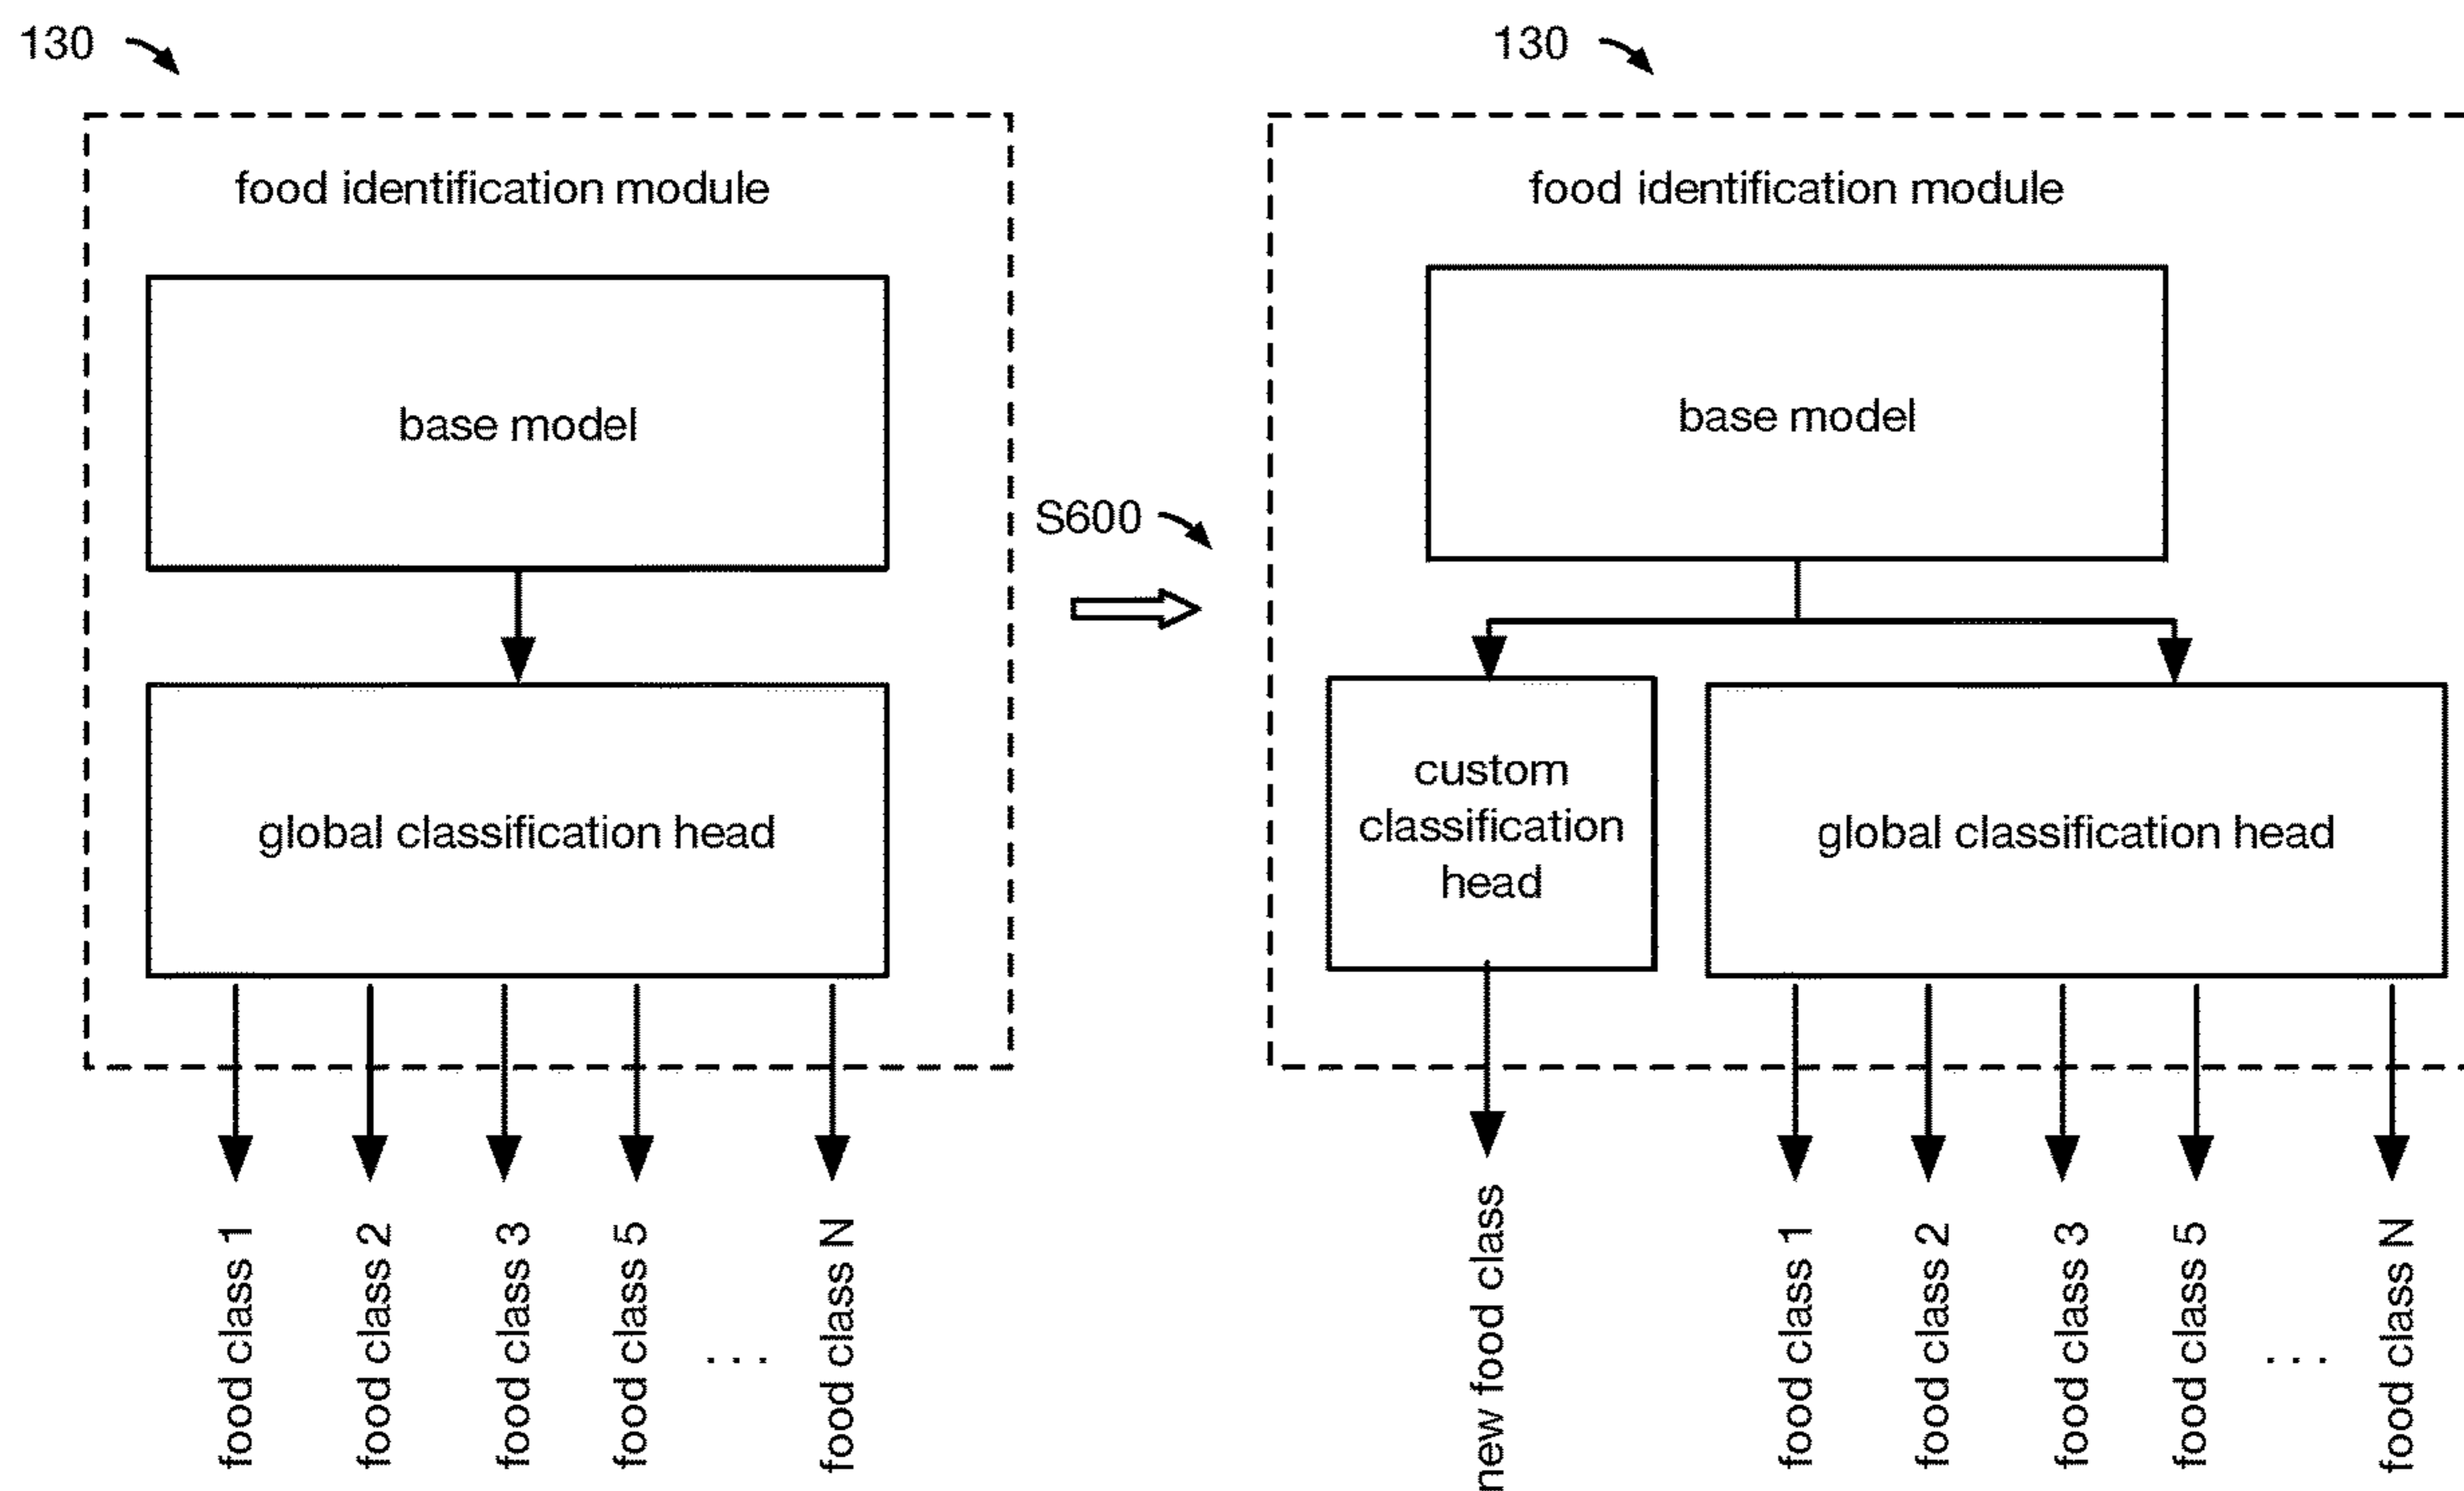 130
food identification module
base model
global classification head
food class 1
food class 2
food class 3
food class 5
...
food class N
S600
130
food identification module
base model
custom
classification
head
global classification head
new food class
food class 1
food class 2
food class 3
food class 5
...
food class N